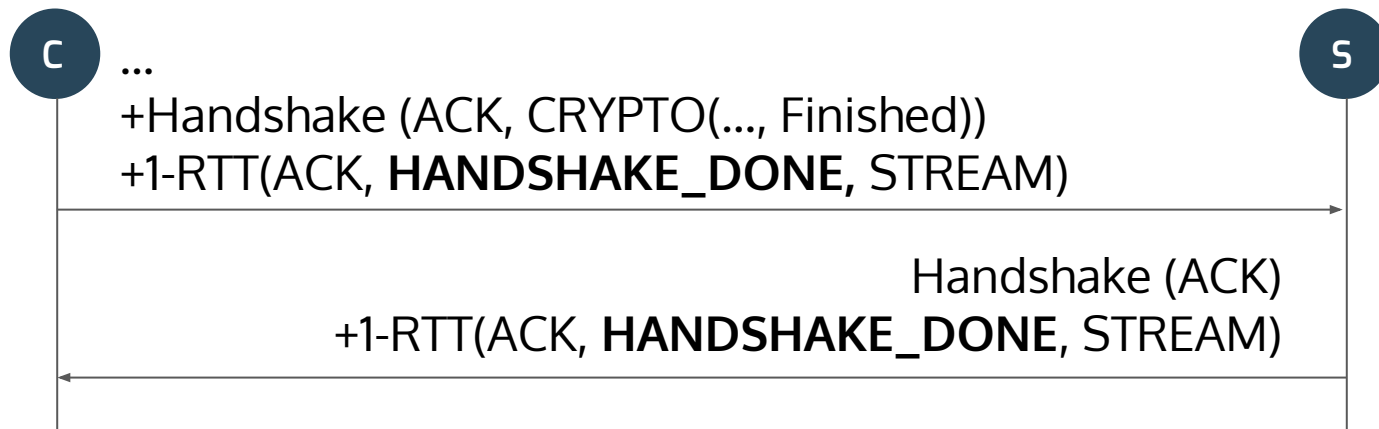 C
S
...
+Handshake (ACK, CRYPTO(..., Finished))
+1-RTT(ACK, HANDSHAKE_DONE, STREAM)
Handshake (ACK)
+1-RTT(ACK, HANDSHAKE_DONE, STREAM)